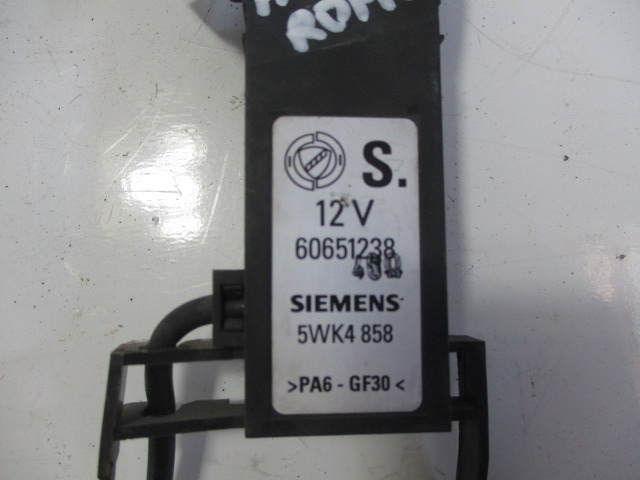 S.
12 V
60651238
SIEMENS
5WK4 858
>PA6 - GF30<